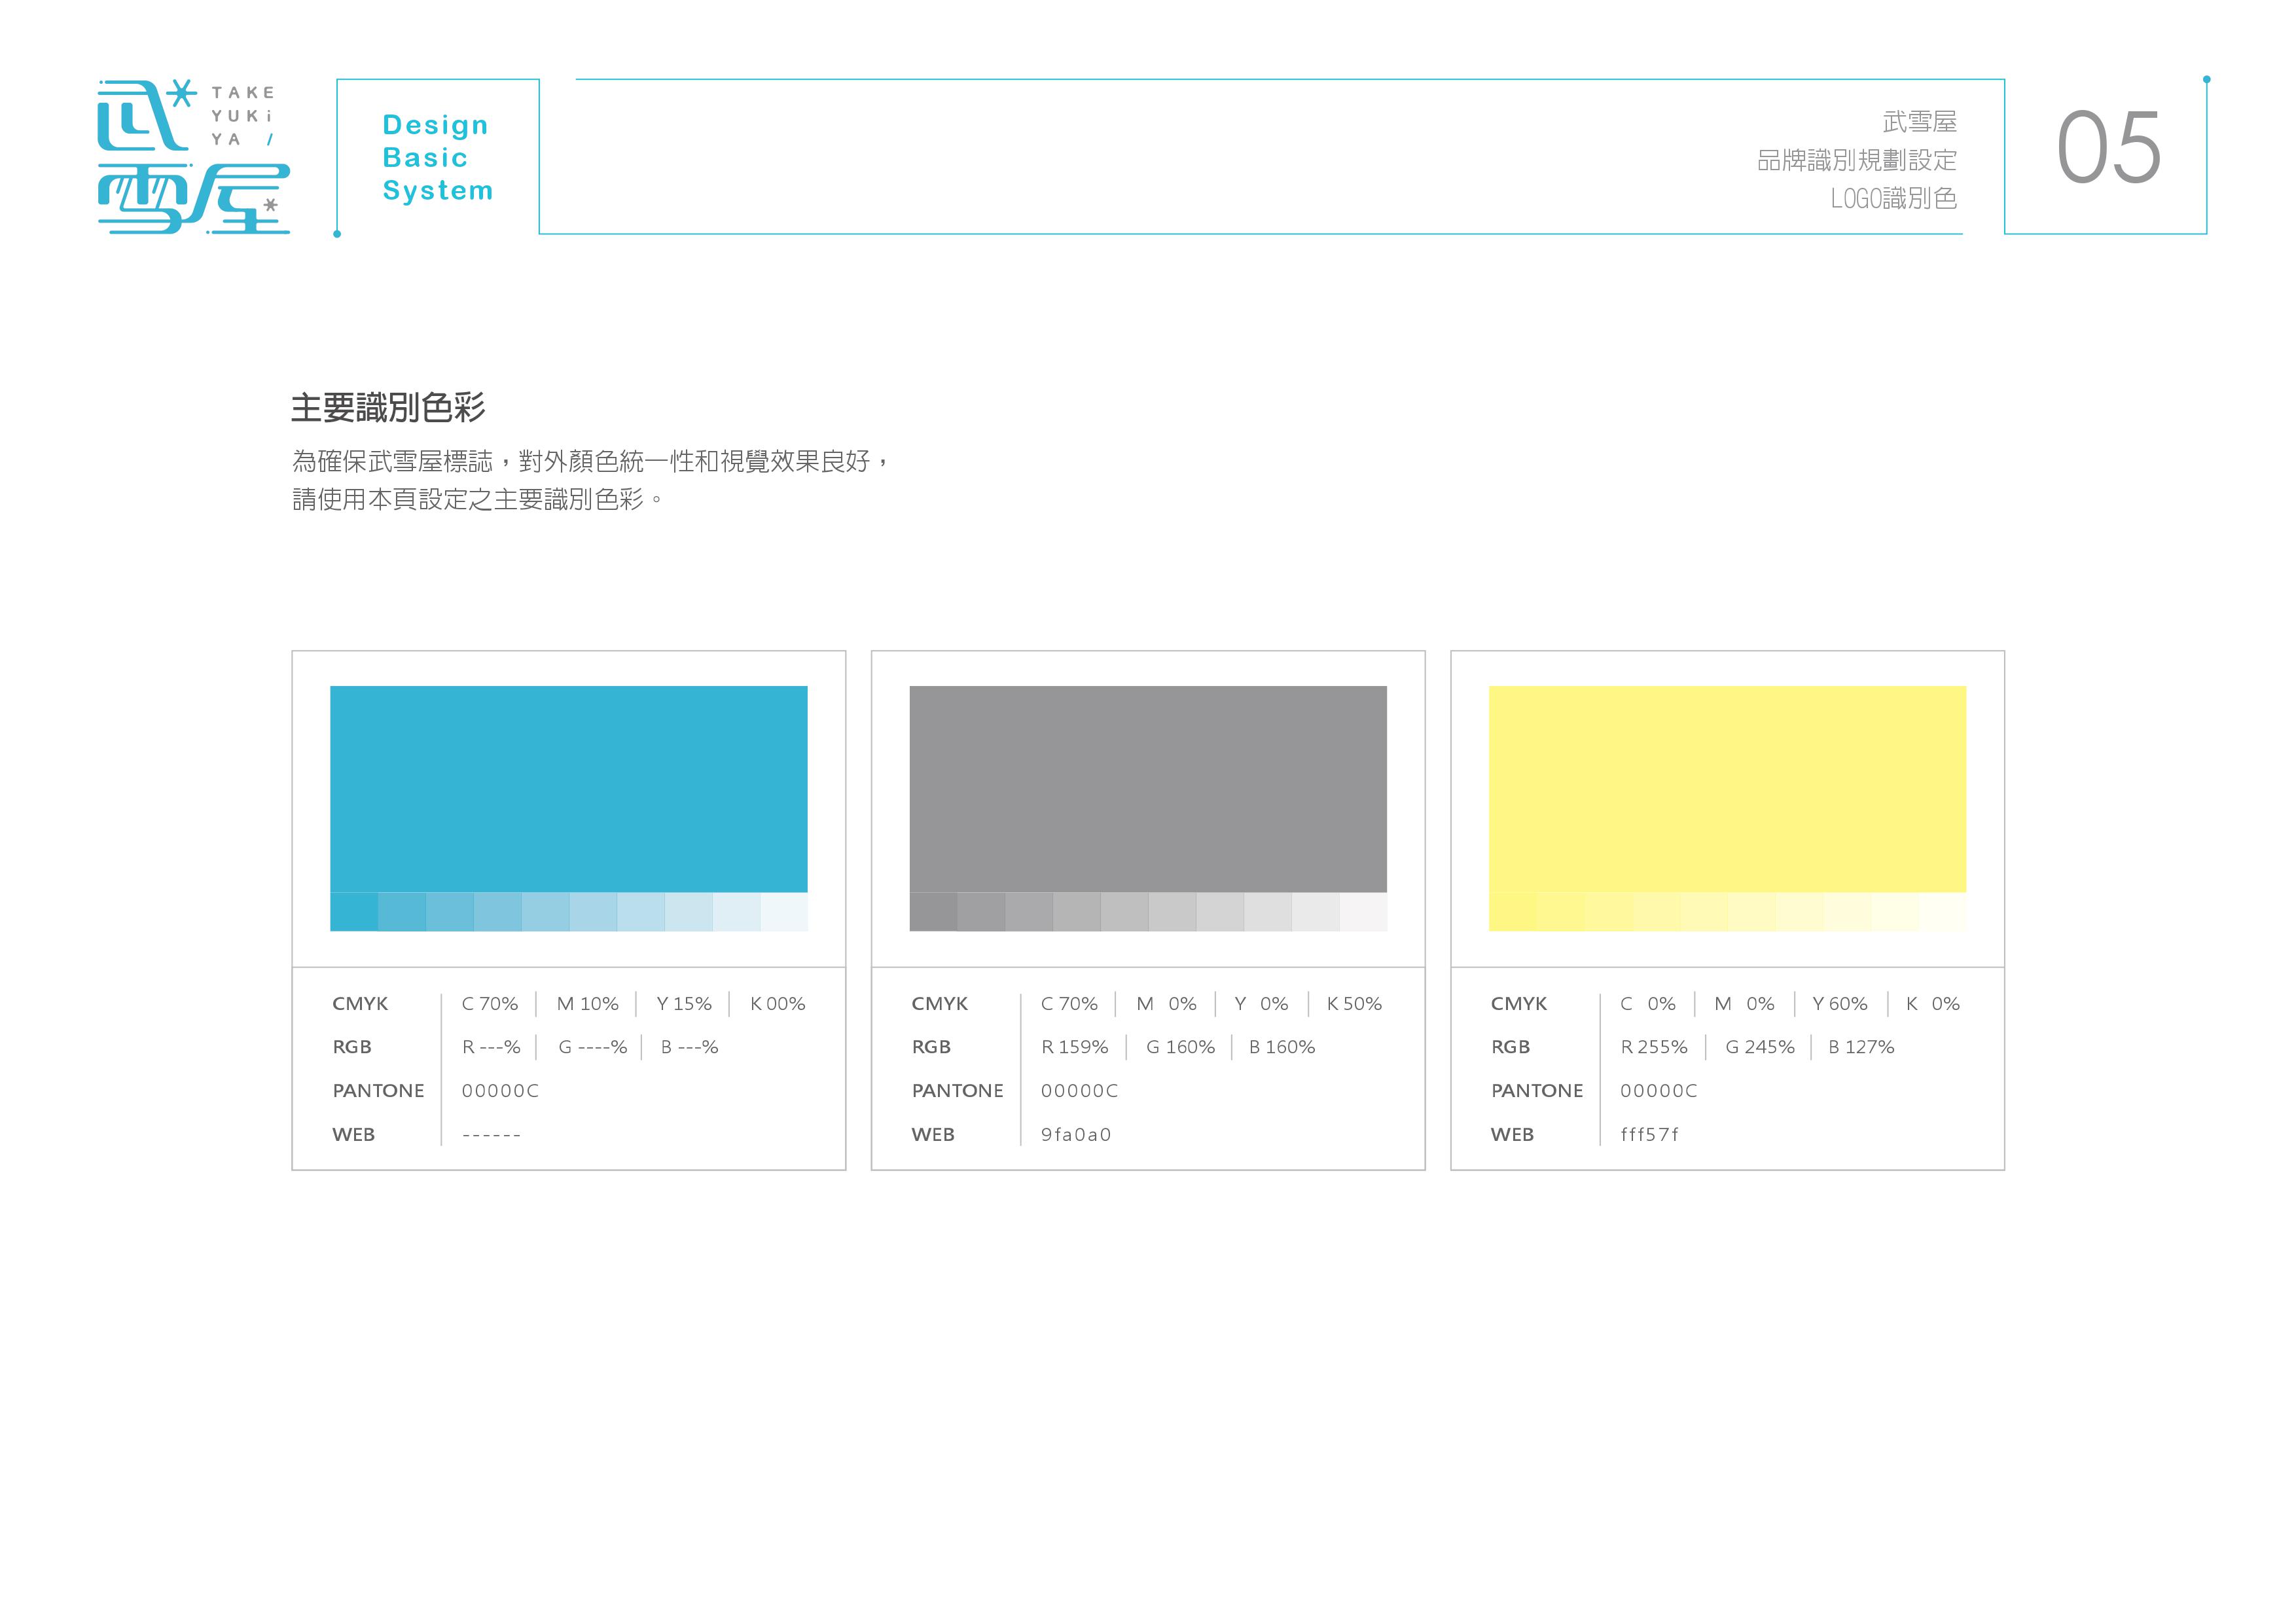 武 TAKE
YUKi
YA /
雪屋
Design
Basic
System
武雪屋
品牌識別規劃設定
LOGO識別色
05
主要識別色彩
為確保武雪屋標誌，對外顏色統一性和視覺效果良好，
請使用本頁設定之主要識別色彩。
CMYK C 70% M 10% Y 15% K 00%
RGB R ---% G ----% B ---%
PANTONE 00000C
WEB ------
CMYK C 70% M 0% Y 0% K 50%
RGB R 159% G 160% B 160%
PANTONE 00000C
WEB 9fa0a0
CMYK C 0% M 0% Y 60% K 0%
RGB R 255% G 245% B 127%
PANTONE 00000C
WEB fff57f